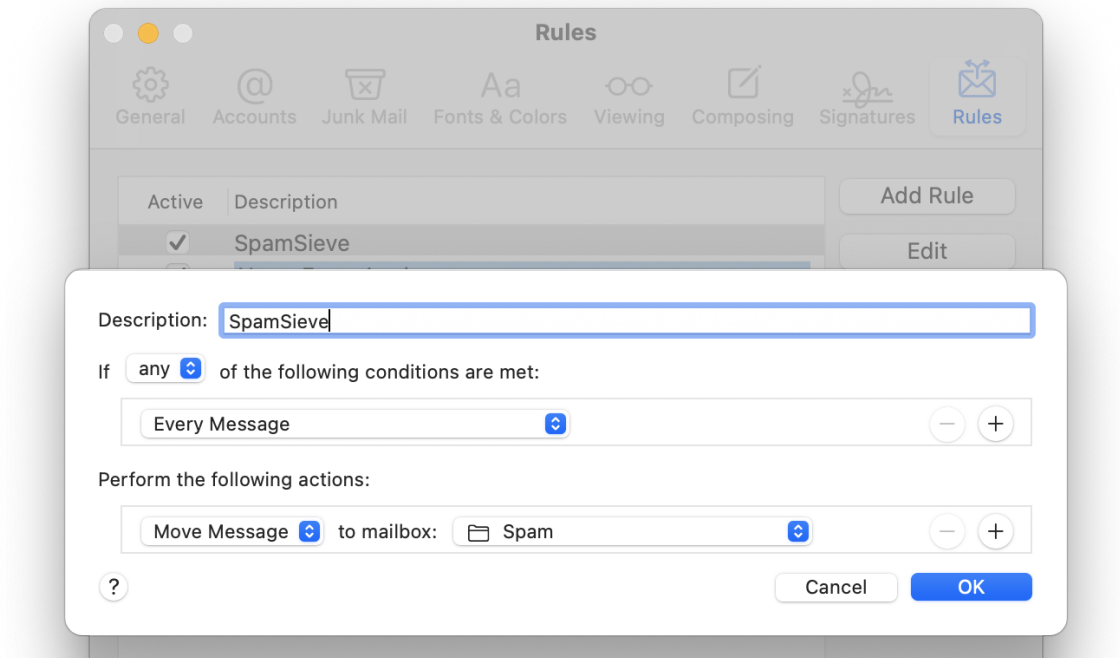 Rules
General Accounts Junk Mail Fonts & Colors Viewing Composing Signatures Rules
Active Description Add Rule
SpamSieve Edit
Description: SpamSieve
If any of the following conditions are met:
Every Message
Perform the following actions:
Move Message to mailbox: Spam
? Cancel OK